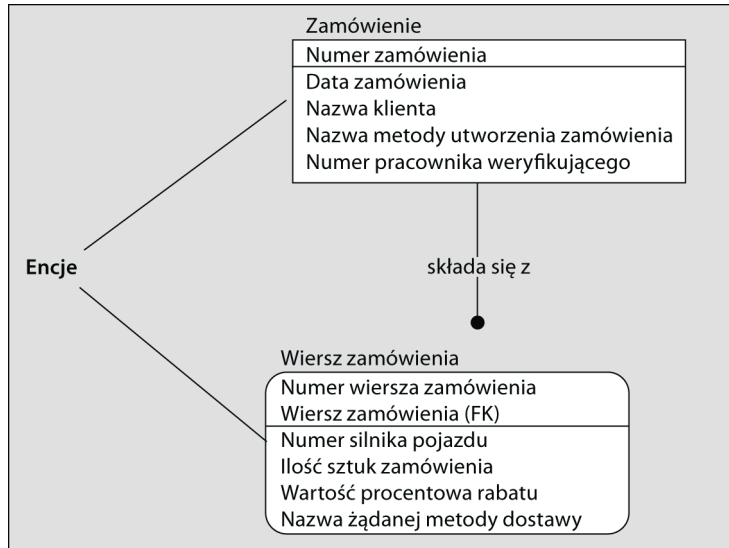 Zamówienie
Numer zamówienia
Data zamówienia
Nazwa klienta
Nazwa metody utworzenia zamówienia
Numer pracownika weryfikującego
Encje
składa się z
Wiersz zamówienia
Numer wiersza zamówienia
Wiersz zamówienia (FK)
Numer silnika pojazdu
Ilość sztuk zamówienia
Wartość procentowa rabatu
Nazwa żądanej metody dostawy